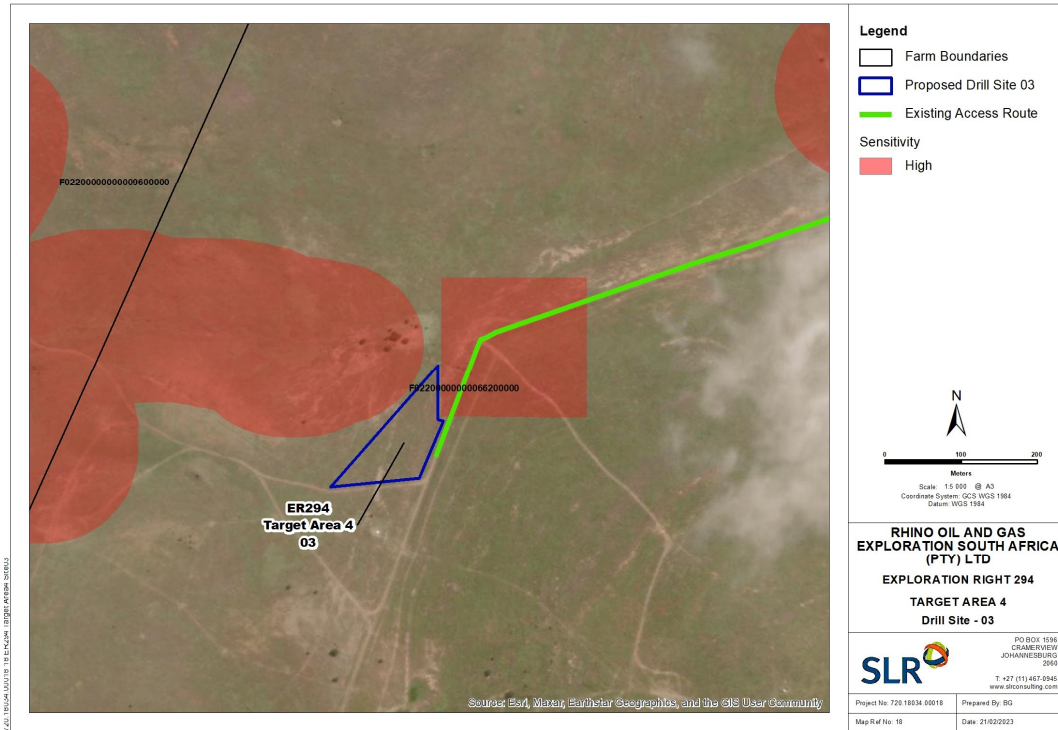 F02200000000009600000
F02200000000066200000
ER294
Target Area 4
03
Source: Esri, Maxar, Earthstar Geographics, and the GIS User Community
Legend
Farm Boundaries
Proposed Drill Site 03
Existing Access Route
Sensitivity
High
N
0 100 200
Meters
Scale: 1:5 000 @ A3
Coordinate System: GCS WGS 1984
Datum: WGS 1984
RHINO OIL AND GAS
EXPLORATION SOUTH AFRICA
(PTY) LTD
EXPLORATION RIGHT 294
TARGET AREA 4
Drill Site - 03
SLR
PO BOX 1596
CRAMERVIEW
JOHANNESBURG
2060
T: +27 (11) 467-0945
www.slrconsulting.com
Project No: 720.18034.00018
Prepared By: BG
Map Ref No: 18
Date: 21/02/2023